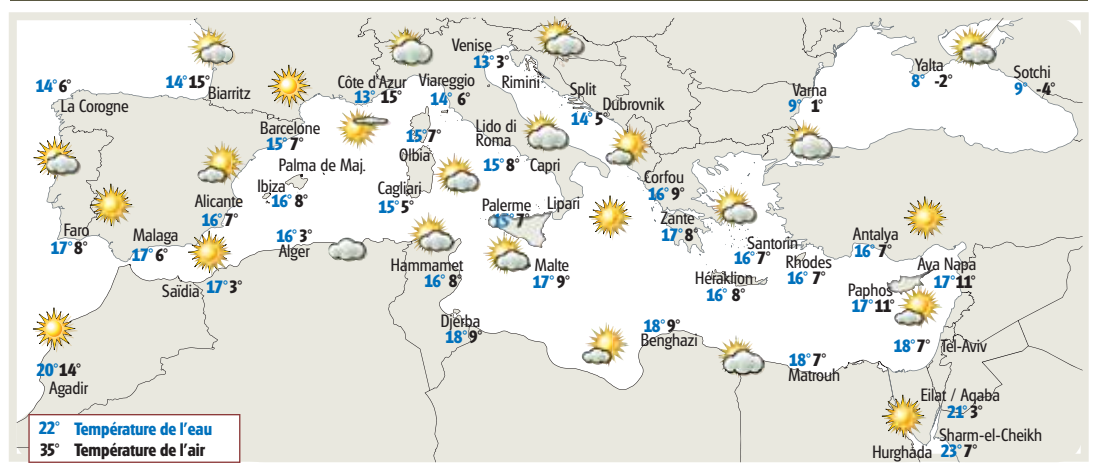 Venise
13° 3°
Rimini
Yalta
8° -2°
Sotchi
9° -4°
14° 6°
La Corogne
14° 15°
Biarritz
Côte d'Azur
13° 15°
Viareggio
14° 6°
Split
14° 5°
Dubrovnik
Varna
9° 1°
Barcelone
15° 7°
15° 7°
Olbia
Lido di
Roma
15° 8°
Capri
Palma de Maj.
Ibiza
16° 8°
Cagliari
15° 5°
Corfou
16° 9°
Alicante
16° 7°
Palerme
15° 7°
Lipari
Zante
17° 8°
Faro
17° 8°
Malaga
17° 6°
16° 3°
Alger
Santorin
16° 7°
Antalya
16° 7°
Rhodes
16° 7°
Hammamet
16° 8°
Malte
17° 9°
Héraklion
16° 8°
Aya Napa
17° 11°
Saïdia
17° 3°
Paphos
17° 11°
Djerba
18° 9°
18° 9°
Benghazi
18° 7°
Tel-Aviv
18° 7°
Matrouh
20° 14°
Agadir
Eilat / Aqaba
21° 3°
Sharm-el-Cheikh
Hurghada
23° 7°
22° Température de l'eau
35° Température de l'air